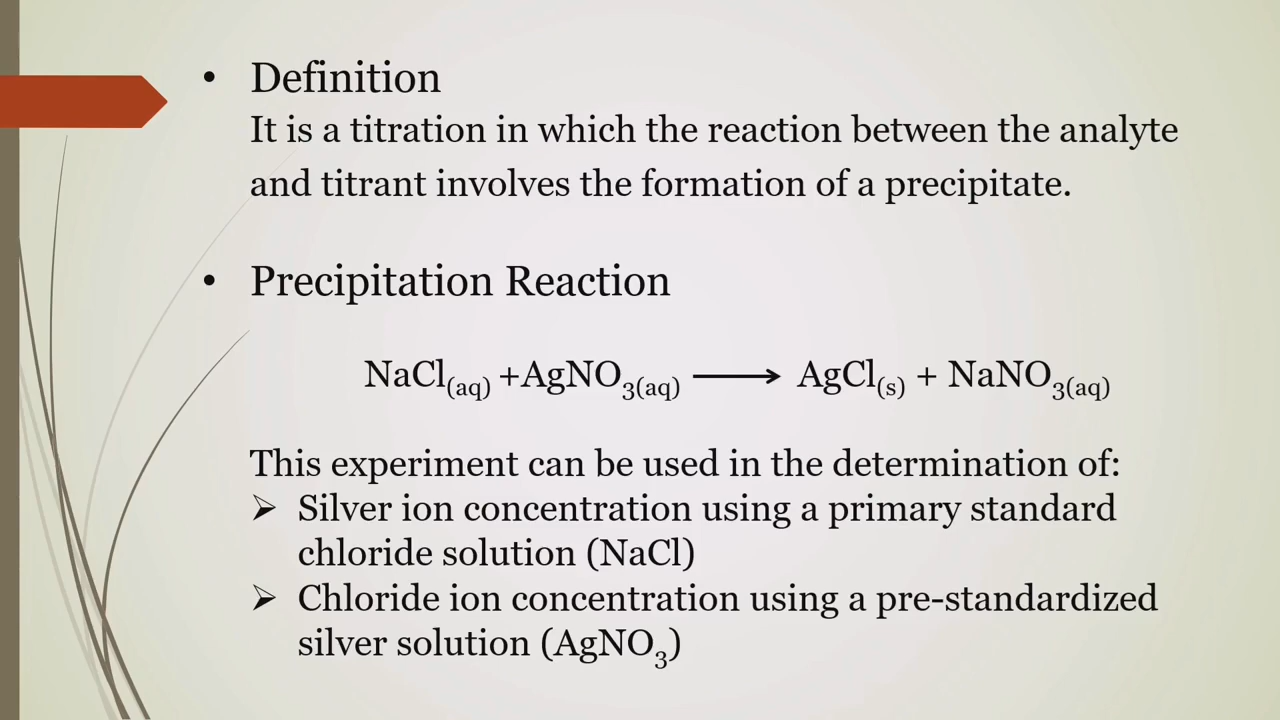 • Definition
It is a titration in which the reaction between the analyte
and titrant involves the formation of a precipitate.
• Precipitation Reaction
NaCl(aq) +AgNO3(aq) ⟶ AgCl(s) + NaNO3(aq)
This experiment can be used in the determination of:
➢ Silver ion concentration using a primary standard
chloride solution (NaCl)
➢ Chloride ion concentration using a pre-standardized
silver solution (AgNO3)